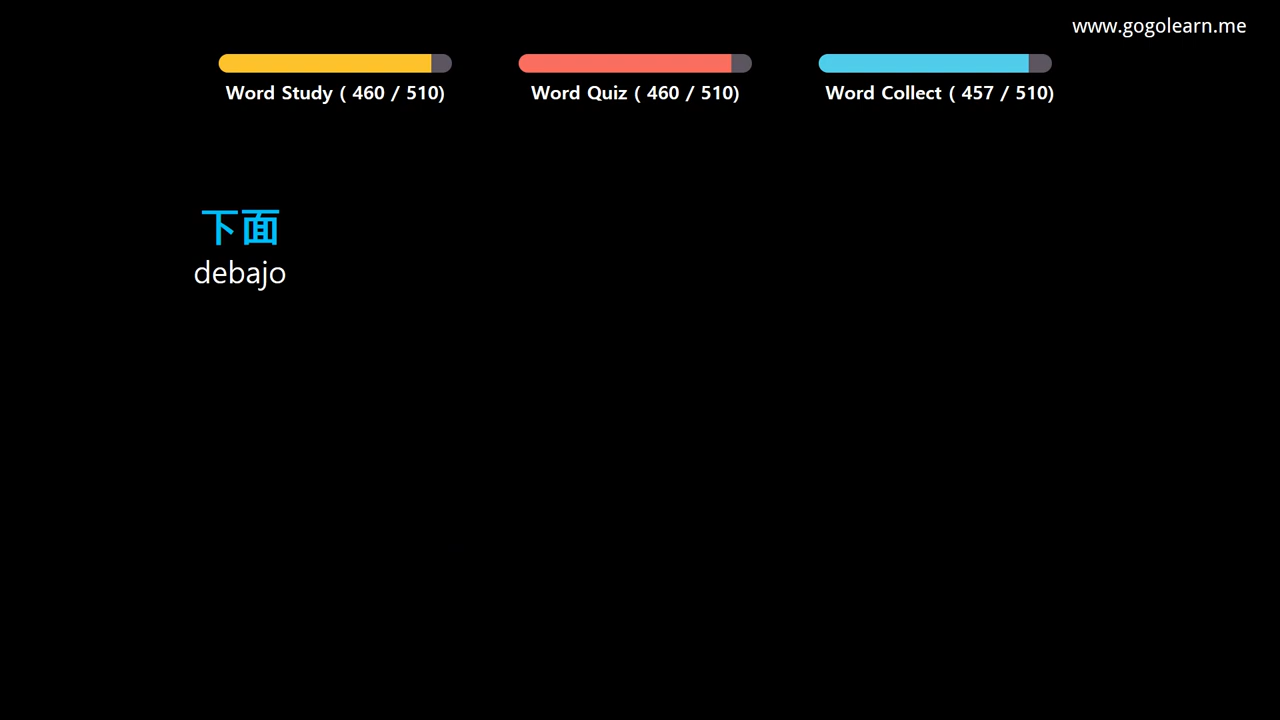 www.gogolearn.me
Word Study ( 460 / 510)
Word Quiz ( 460 / 510)
Word Collect ( 457 / 510)
下面
debajo